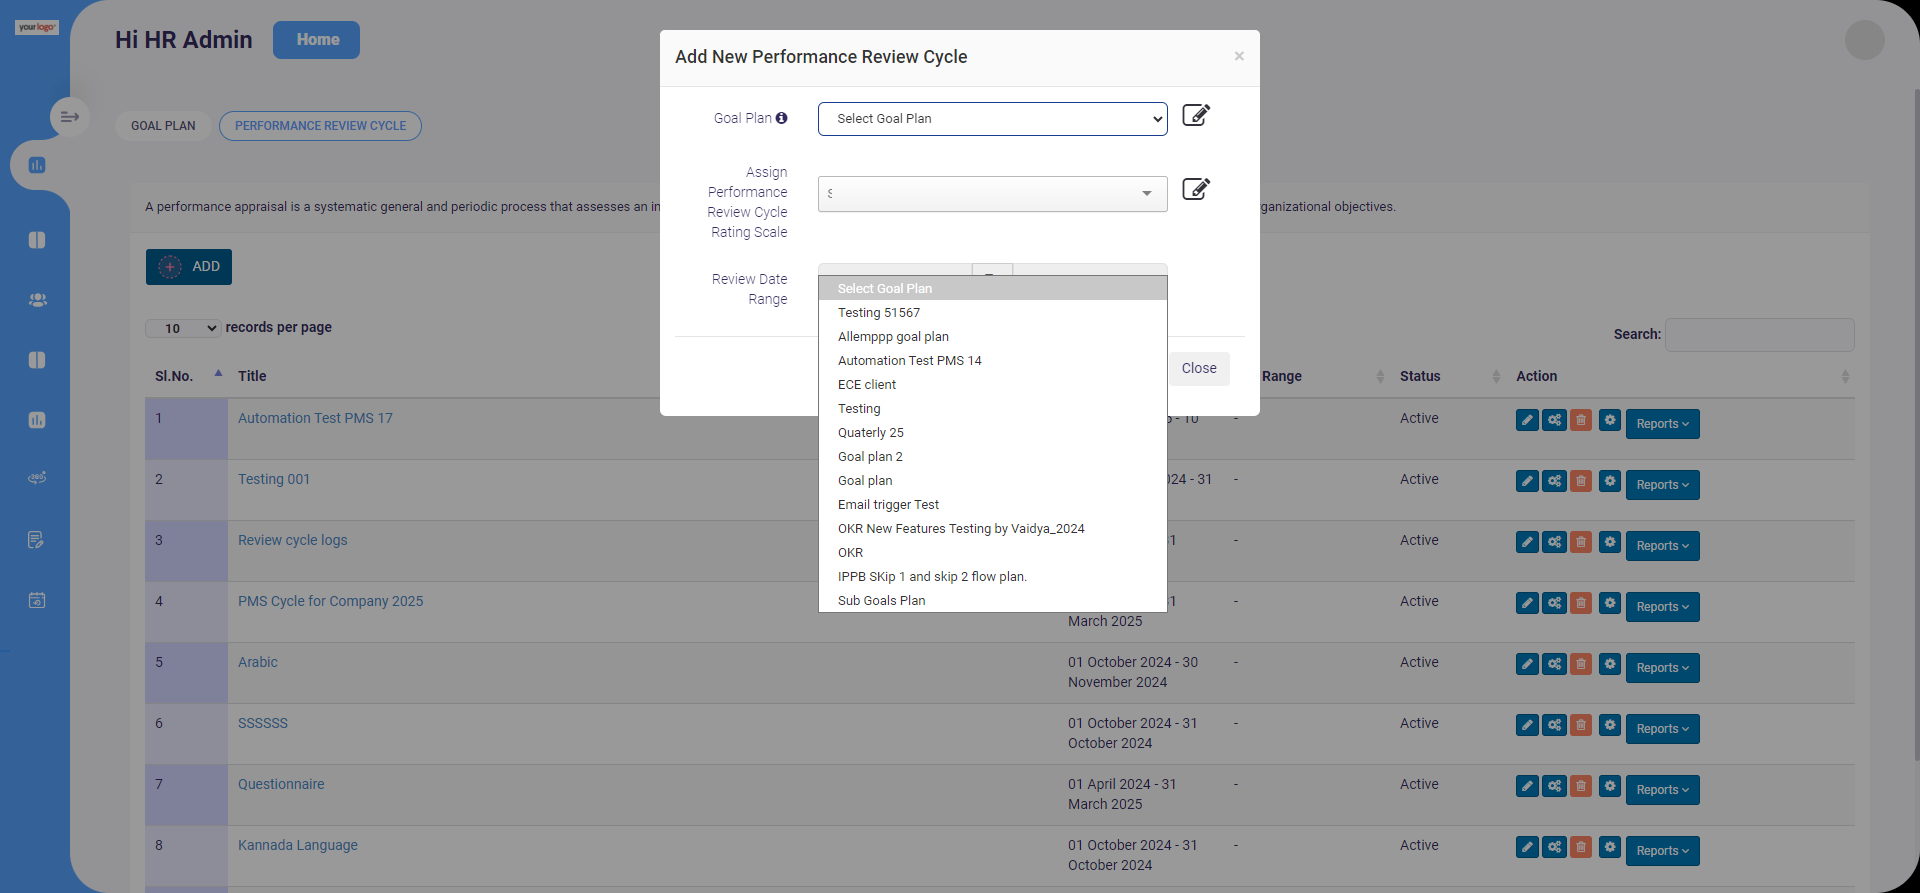 your logo
Hi HR Admin
Home
GOAL PLAN
PERFORMANCE REVIEW CYCLE
A performance appraisal is a systematic general and periodic process that assesses an in
ganizational objectives.
ADD
10 records per page
Search:
Sl.No. Title Range Status Action
1 Automation Test PMS 17 - 10 - Active Reports
2 Testing 001 24 - 31 - Active Reports
3 Review cycle logs - Active Reports
4 PMS Cycle for Company 2025 - Active Reports
March 2025
5 Arabic 01 October 2024 - 30 - Active Reports
November 2024
6 SSSSSS 01 October 2024 - 31 - Active Reports
October 2024
7 Questionnaire 01 April 2024 - 31 - Active Reports
March 2025
8 Kannada Language 01 October 2024 - 31 - Active Reports
October 2024
Add New Performance Review Cycle ×
Goal Plan Select Goal Plan
Assign
Performance
Review Cycle
Rating Scale
Review Date
Range
Close
Select Goal Plan
Testing 51567
Allemppp goal plan
Automation Test PMS 14
ECE client
Testing
Quaterly 25
Goal plan 2
Goal plan
Email trigger Test
OKR New Features Testing by Vaidya_2024
OKR
IPPB SKip 1 and skip 2 flow plan.
Sub Goals Plan
360°